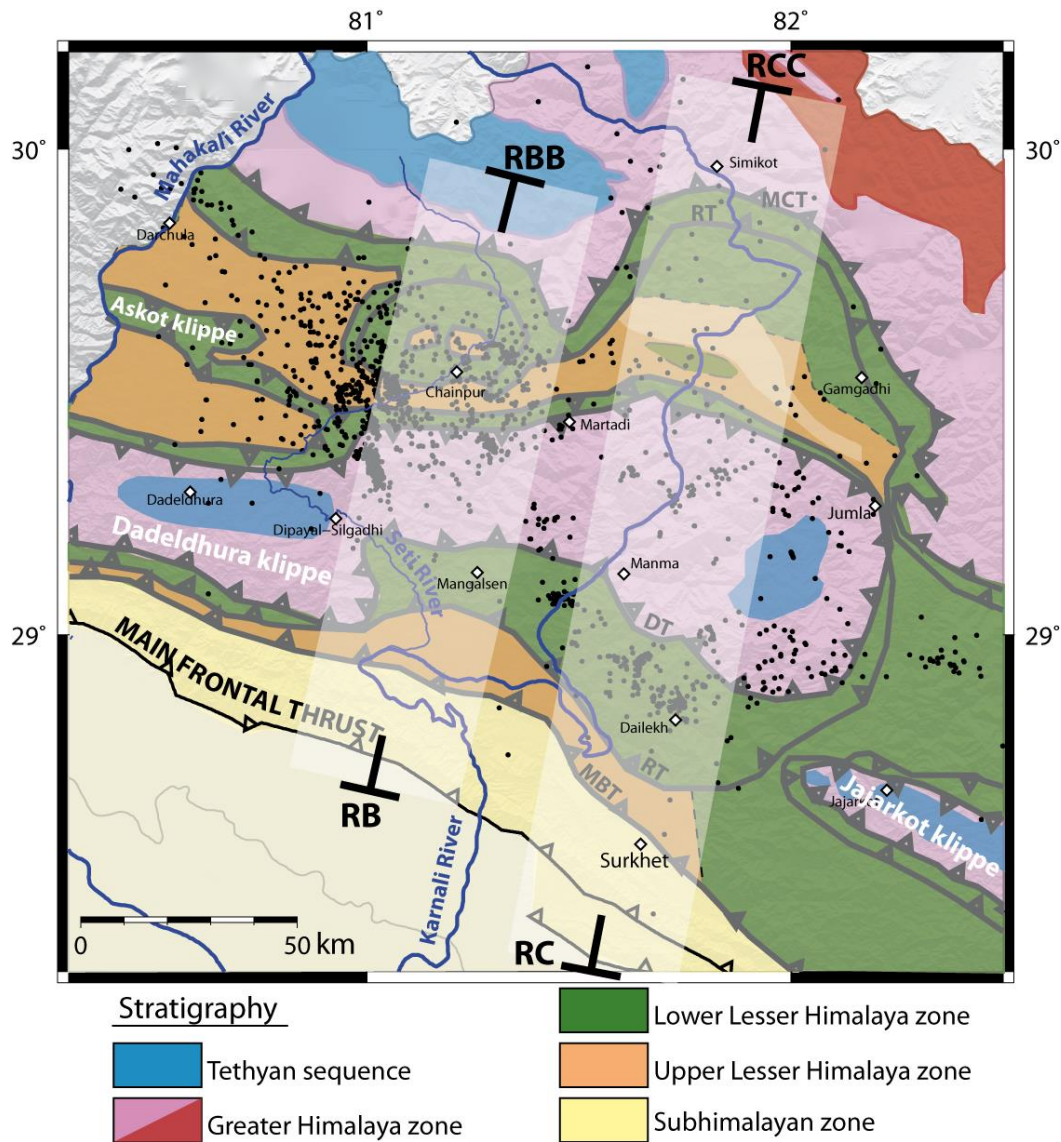 81°
82°
RCC
30°
30°
Mahakali River
RBB
Simikot
RT
MCT
Darchula
Askot klippe
Chainpur
Gamgadhi
Martadi
Dadeldhura
Jumla
Dipayal–Silgadhi
Dadeldhura klippe
Seti River
Mangalsen
Manma
29°
29°
DT
MAIN FRONTAL THRUST
Dailekh
RT
MBT
Jajarkot klippe
RB
Surkhet
Karnali River
0
50 km
RC
Stratigraphy
Tethyan sequence
Greater Himalaya zone
Lower Lesser Himalaya zone
Upper Lesser Himalaya zone
Subhimalayan zone